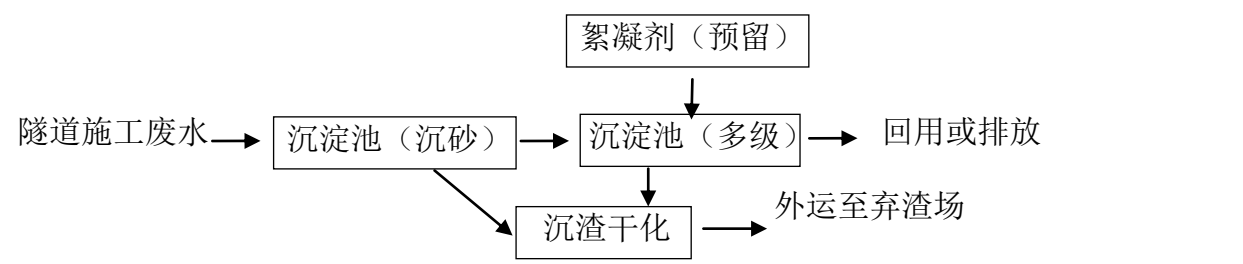 絮凝剂（预留）
隧道施工废水
沉淀池（沉砂）
沉淀池（多级）
回用或排放
沉渣干化
外运至弃渣场